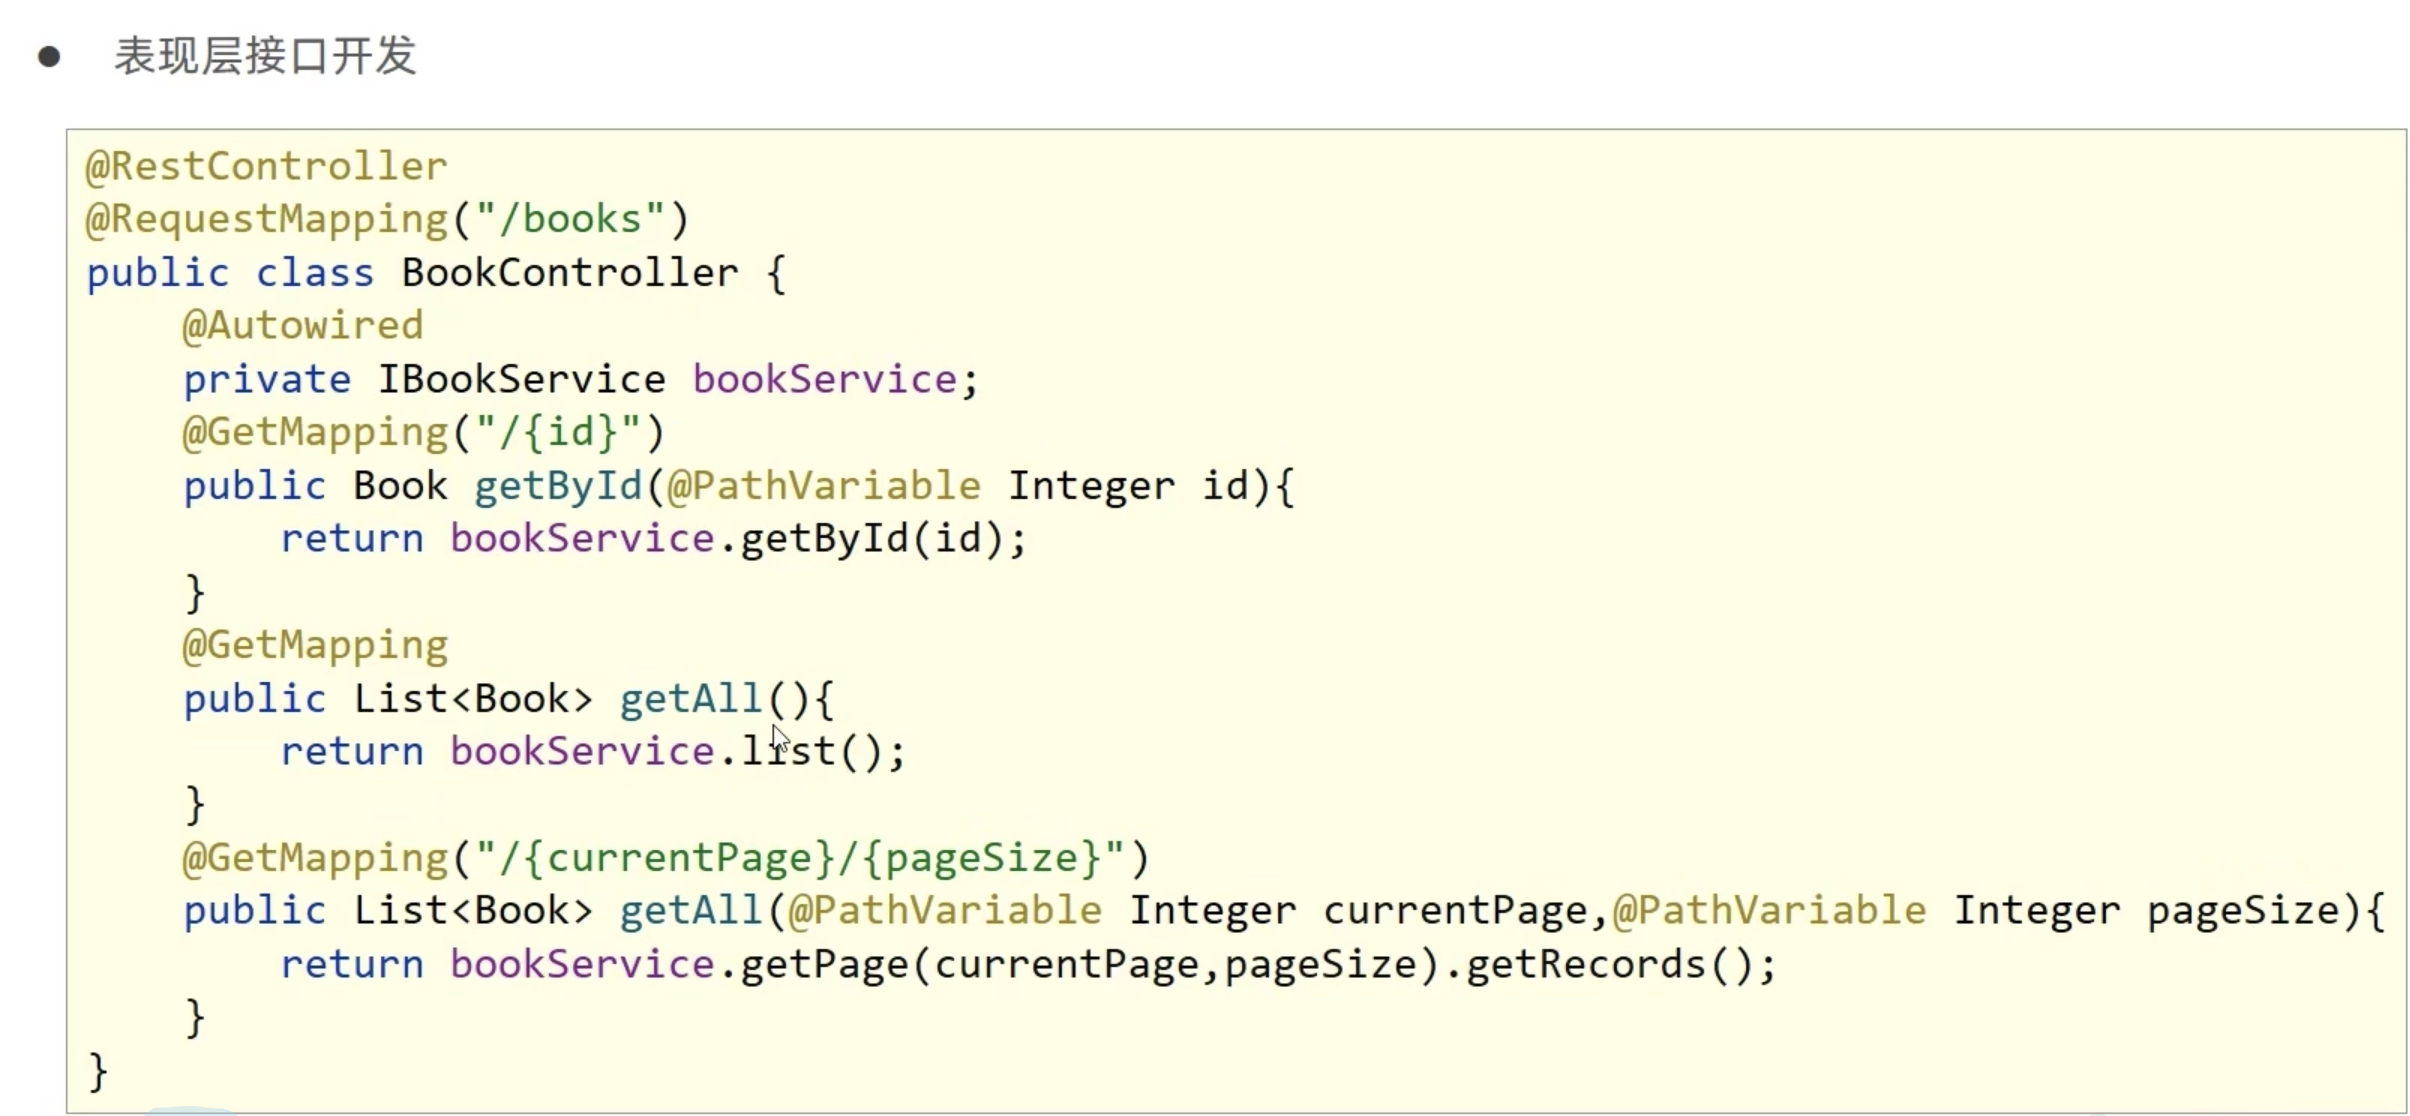 ● 表现层接口开发
@RestController
@RequestMapping("/books")
public class BookController {
    @Autowired
    private IBookService bookService;
    @GetMapping("/{id}")
    public Book getById(@PathVariable Integer id){
        return bookService.getById(id);
    }
    @GetMapping
    public List<Book> getAll(){
        return bookService.list();
    }
    @GetMapping("/{currentPage}/{pageSize}")
    public List<Book> getAll(@PathVariable Integer currentPage,@PathVariable Integer pageSize){
        return bookService.getPage(currentPage,pageSize).getRecords();
    }
}